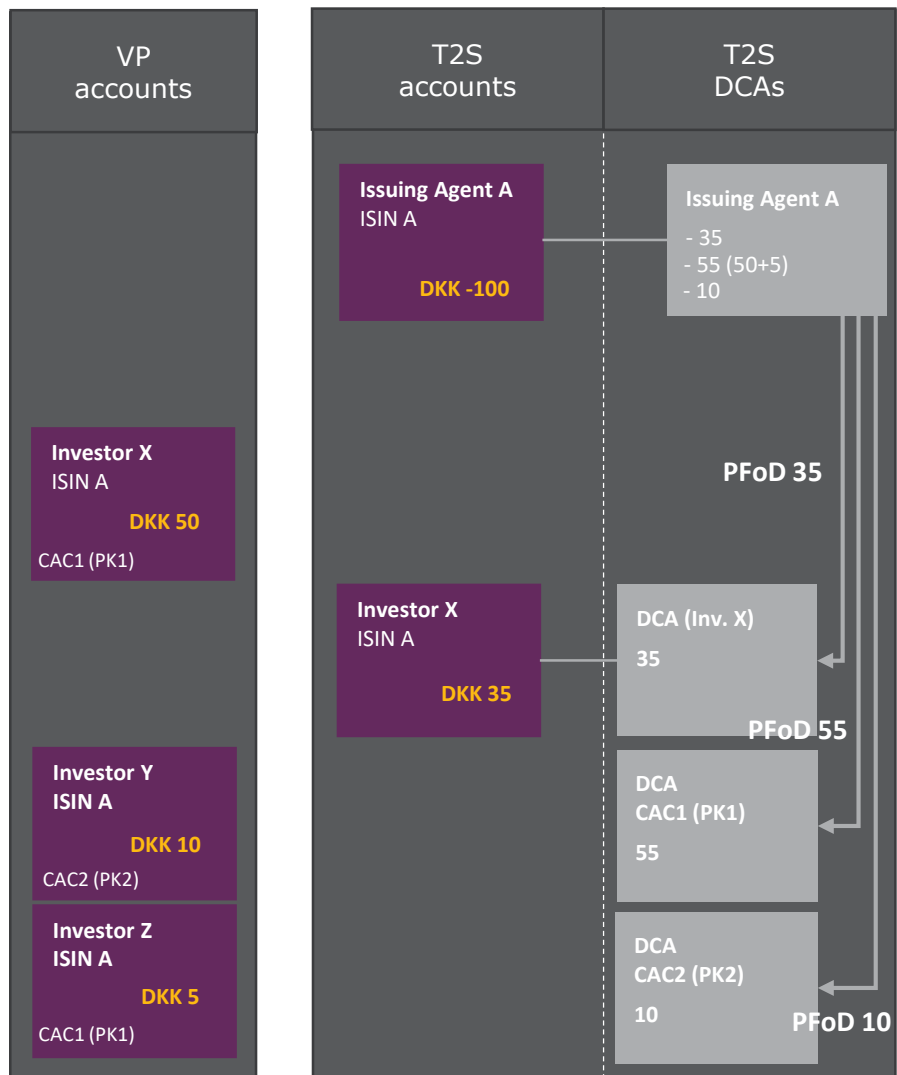 VP
accounts
T2S
accounts
T2S
DCAs
Issuing Agent A
ISIN A
DKK -100
Issuing Agent A
- 35
- 55 (50+5)
- 10
Investor X
ISIN A
DKK 50
CAC1 (PK1)
PFoD 35
Investor X
ISIN A
DKK 35
DCA (Inv. X)
35
PFoD 55
Investor Y
ISIN A
DKK 10
CAC2 (PK2)
DCA
CAC1 (PK1)
55
Investor Z
ISIN A
DKK 5
CAC1 (PK1)
DCA
CAC2 (PK2)
10
PFoD 10